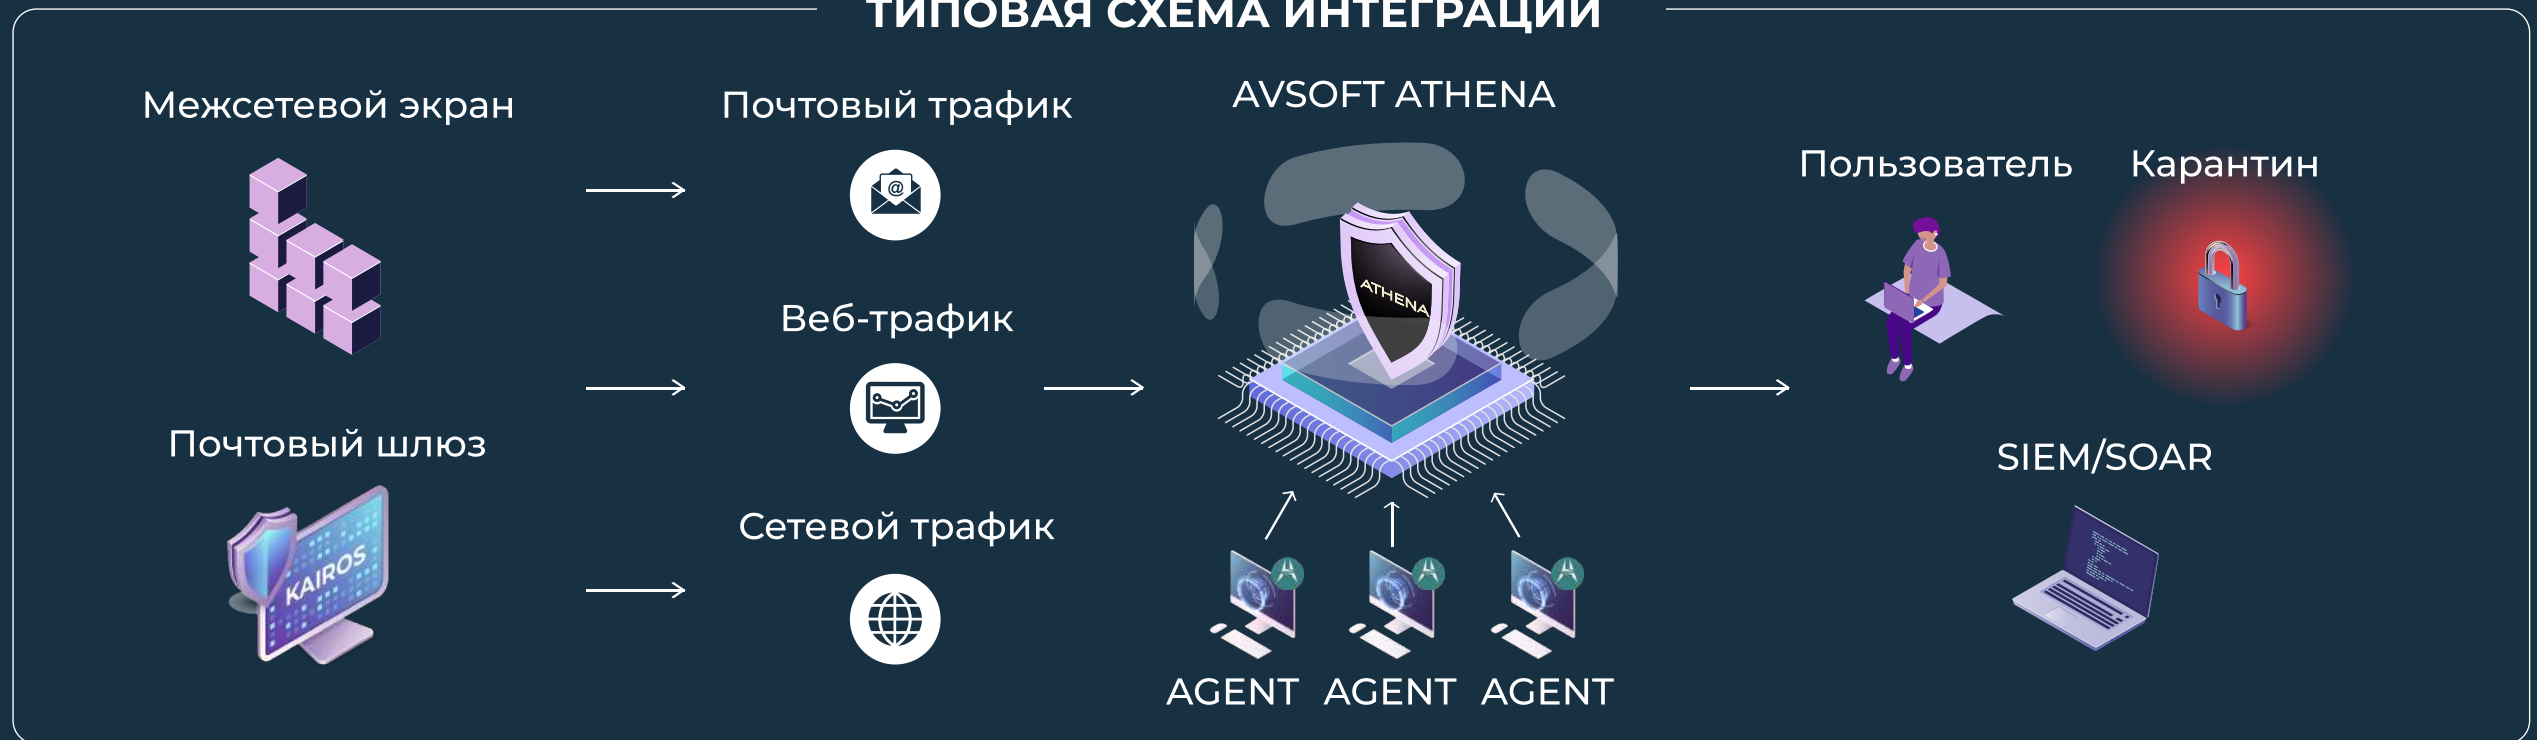 ТИПОВАЯ СХЕМА ИНТЕГРАЦИИ
Межсетевой экран
Почтовый шлюз
KAIROS
Почтовый трафик
Веб-трафик
Сетевой трафик
AVSOFT ATHENA
ATHENA
AGENT AGENT AGENT
Пользователь
Карантин
SIEM/SOAR